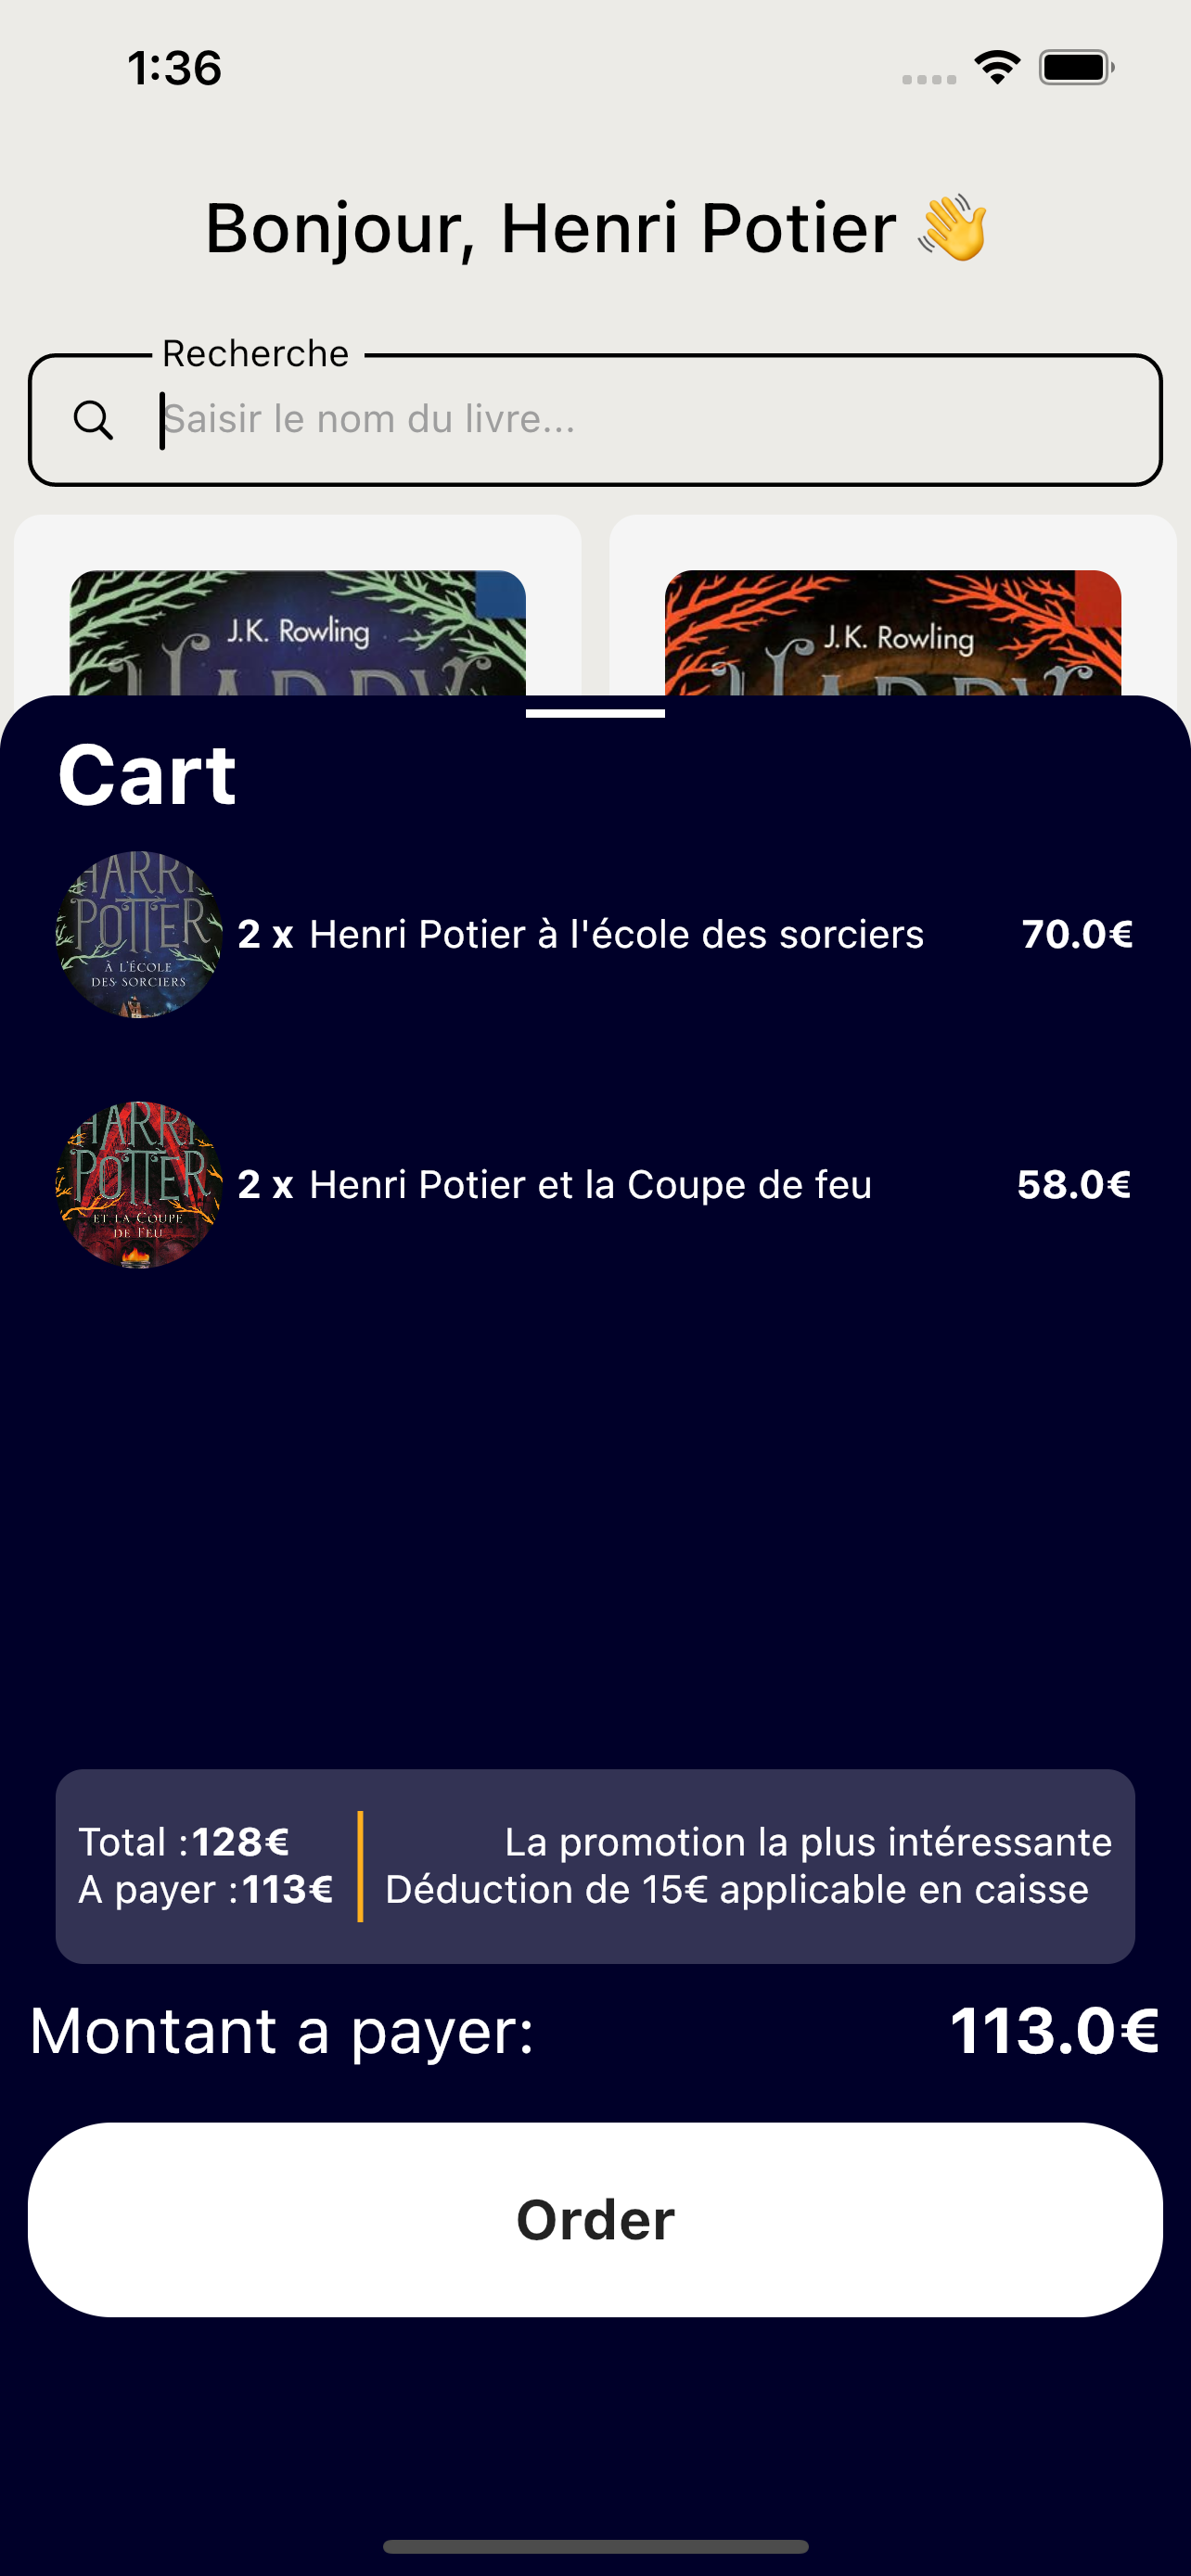 1:36
Bonjour, Henri Potier 👋
Recherche
Saisir le nom du livre...
J.K. Rowling
HARRY
J.K. Rowling
HARRY
Cart
HARRY
POTTER
À L'ÉCOLE
DES SORCIERS
2 x Henri Potier à l'école des sorciers 70.0€
HARRY
POTTER
ET LA COUPE
DE FEU
2 x Henri Potier et la Coupe de feu 58.0€
Total :128€
A payer :113€
La promotion la plus intéressante
Déduction de 15€ applicable en caisse
Montant a payer: 113.0€
Order